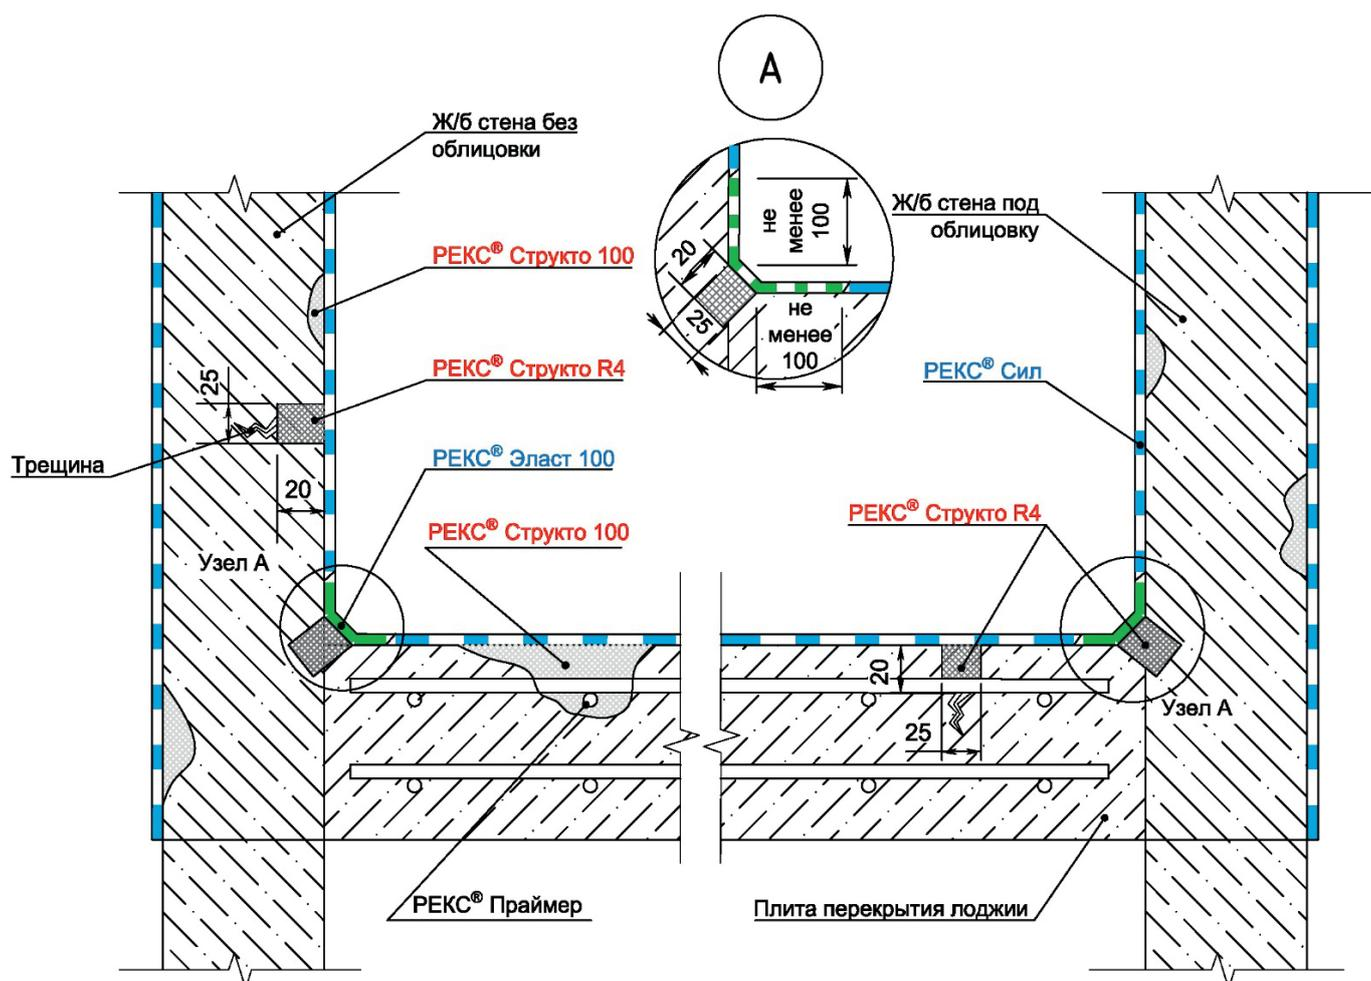 А
Ж/б стена без
облицовки
не
менее
100
Ж/б стена под
облицовку
РЕКС® Структо 100
20
25
не
менее
100
РЕКС® Структо R4
РЕКС® Сил
25
Трещина
РЕКС® Эласт 100
20
РЕКС® Структо R4
РЕКС® Структо 100
Узел А
20
Узел А
25
РЕКС® Праймер
Плита перекрытия лоджии